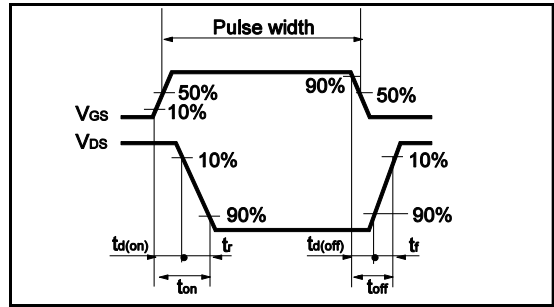 Pulse width
90%
50%
50%
10%
VGS
VDS
10%
10%
90%
90%
td(on)
tr
td(off)
tf
ton
toff